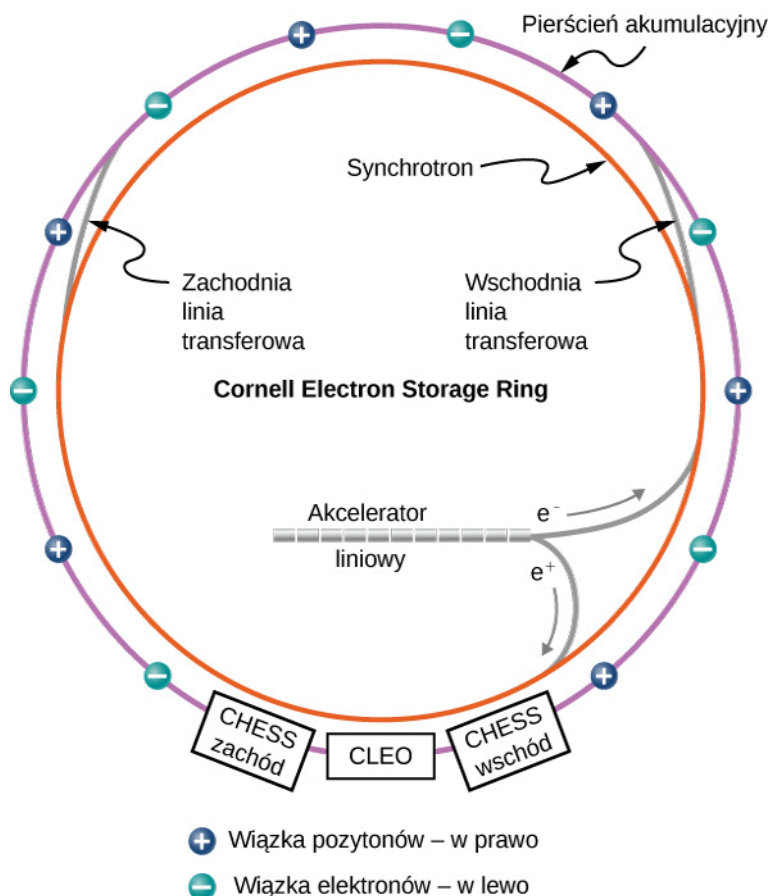 Pierścień akumulacyjny
Synchrotron
Zachodnia
linia
transferowa
Wschodnia
linia
transferowa
Cornell Electron Storage Ring
Akcelerator
liniowy
e⁻
e⁺
CHESS
zachód
CLEO
CHESS
wschód
+ Wiązka pozytonów – w prawo
− Wiązka elektronów – w lewo